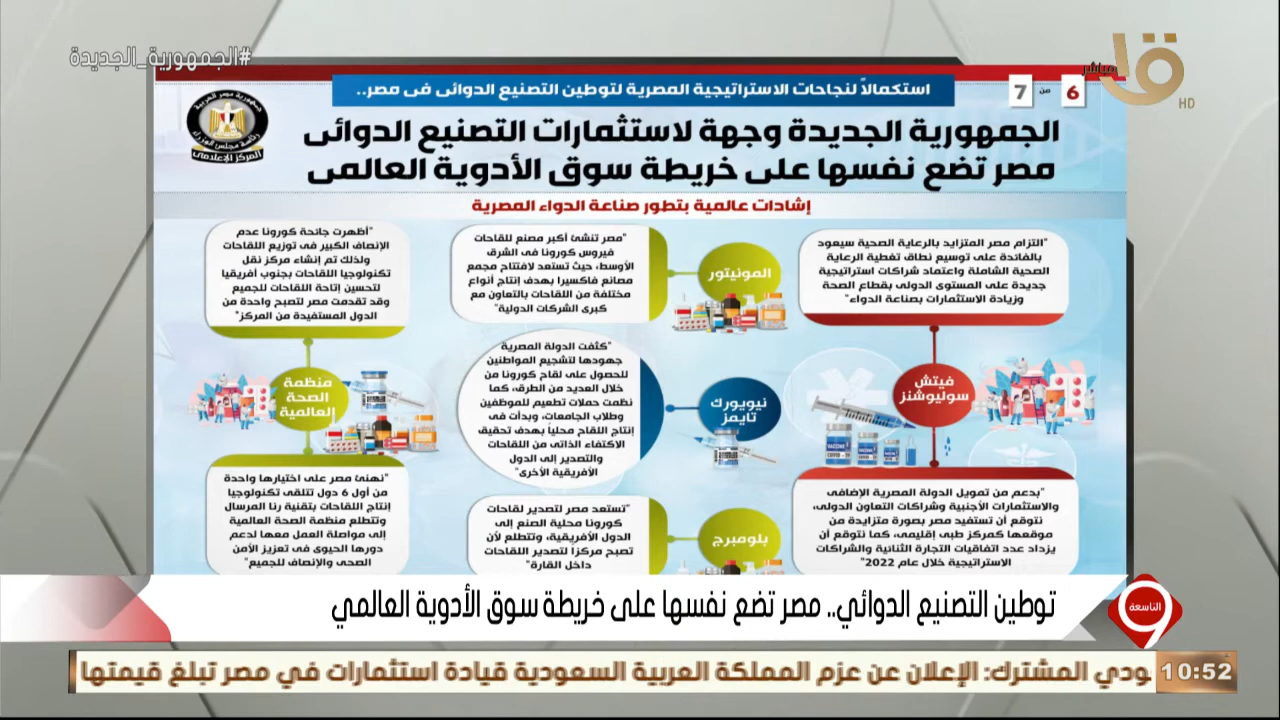 #الجمهورية_الجديدة
مباشر
HD
6 من 7
استكمالاً لنجاحات الاستراتيجية المصرية لتوطين التصنيع الدوائى فى مصر..
جمهورية مصر العربية
رئاسة مجلس الوزراء
المركز الإعلامى
الجمهورية الجديدة وجهة لاستثمارات التصنيع الدوائى
مصر تضع نفسها على خريطة سوق الأدوية العالمى
إشادات عالمية بتطور صناعة الدواء المصرية
"التزام مصر المتزايد بالرعاية الصحية سيعود
بالفائدة على توسيع نطاق تغطية الرعاية
الصحية الشاملة واعتماد شراكات استراتيجية
جديدة على المستوى الدولى بقطاع الصحة
وزيادة الاستثمارات بصناعة الدواء"
فيتش
سوليوشنز
"بدعم من تمويل الدولة المصرية الإضافى
والاستثمارات الأجنبية وشراكات التعاون الدولى،
نتوقع أن تستفيد مصر بصورة متزايدة من
موقعها كمركز طبى إقليمى، كما نتوقع أن
يزداد عدد اتفاقيات التجارة الثنائية والشراكات
الاستراتيجية خلال عام 2022"
المونيتور
"مصر تنشئ أكبر مصنع للقاحات
فيروس كورونا فى الشرق
الأوسط، حيث تستعد لافتتاح مجمع
مصانع فاكسيرا بهدف إنتاج أنواع
مختلفة من اللقاحات بالتعاون مع
كبرى الشركات الدولية"
نيويورك
تايمز
"كثفت الدولة المصرية
جهودها لتشجيع المواطنين
للحصول على لقاح كورونا من
خلال العديد من الطرق، كما
نظمت حملات تطعيم للموظفين
وطلاب الجامعات، وبدأت فى
إنتاج اللقاح محلياً بهدف تحقيق
الاكتفاء الذاتى من اللقاحات
والتصدير إلى الدول
الأفريقية الأخرى"
بلومبرج
"تستعد مصر لتصدير لقاحات
كورونا محلية الصنع إلى
الدول الأفريقية، وتتطلع لأن
تصبح مركزا لتصدير اللقاحات
داخل القارة"
"أظهرت جائحة كورونا عدم
الإنصاف الكبير فى توزيع اللقاحات
ولذلك تم إنشاء مركز نقل
تكنولوجيا اللقاحات بجنوب أفريقيا
لتحسين إتاحة اللقاحات للجميع
وقد تقدمت مصر لتصبح واحدة من
الدول المستفيدة من المركز"
منظمة
الصحة
العالمية
"نهنئ مصر على اختيارها واحدة
من أول 6 دول تتلقى تكنولوجيا
إنتاج اللقاحات بتقنية رنا المرسال
وتتطلع منظمة الصحة العالمية
إلى مواصلة العمل معها لدعم
دورها الحيوى فى تعزيز الأمن
الصحى والإنصاف للجميع"
التاسعة
9
توطين التصنيع الدوائي.. مصر تضع نفسها على خريطة سوق الأدوية العالمي
10:52
ودي المشترك: الإعلان عن عزم المملكة العربية السعودية قيادة استثمارات في مصر تبلغ قيمتها